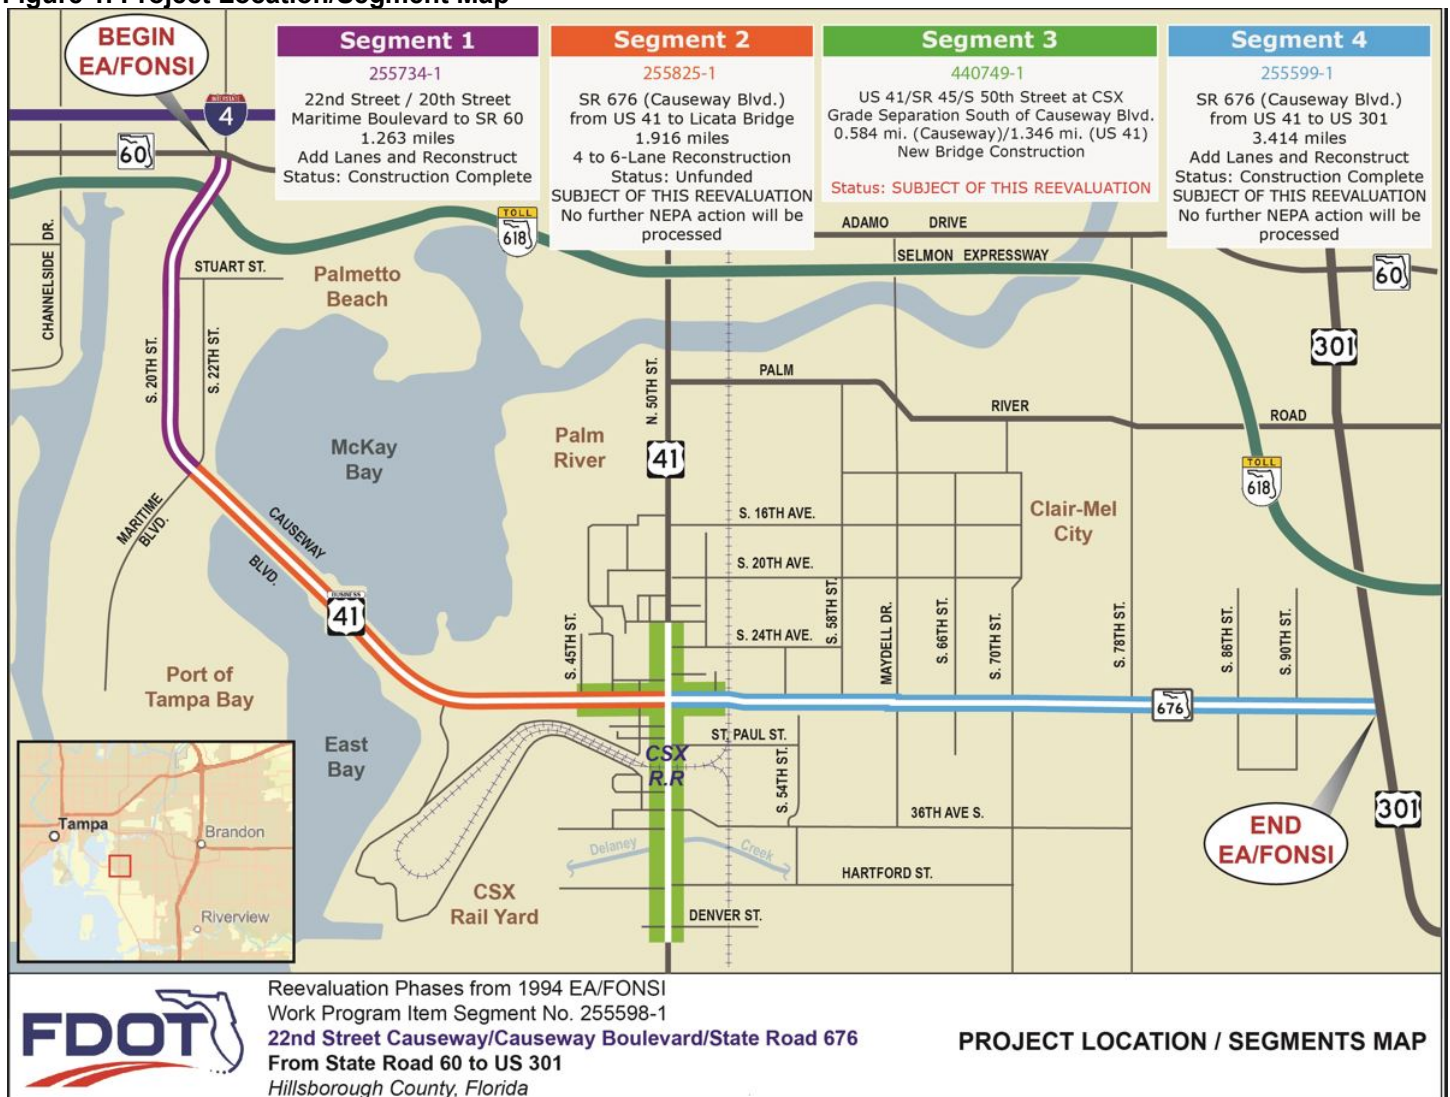 Figure 1: Project Location/Segment Map
BEGIN
EA/FONSI
Segment 1
255734-1
22nd Street / 20th Street
Maritime Boulevard to SR 60
1.263 miles
Add Lanes and Reconstruct
Status: Construction Complete
Segment 2
255825-1
SR 676 (Causeway Blvd.)
from US 41 to Licata Bridge
1.916 miles
4 to 6-Lane Reconstruction
Status: Unfunded
SUBJECT OF THIS REEVALUATION
No further NEPA action will be
processed
Segment 3
440749-1
US 41/SR 45/S 50th Street at CSX
Grade Separation South of Causeway Blvd.
0.584 mi. (Causeway)/1.346 mi. (US 41)
New Bridge Construction
Status: SUBJECT OF THIS REEVALUATION
Segment 4
255599-1
SR 676 (Causeway Blvd.)
from US 41 to US 301
3.414 miles
Add Lanes and Reconstruct
Status: Construction Complete
SUBJECT OF THIS REEVALUATION
No further NEPA action will be
processed
INTERSTATE
4
60
TOLL
618
ADAMO DRIVE
SELMON EXPRESSWAY
60
CHANNELSIDE DR.
STUART ST.
Palmetto
Beach
S. 20TH ST.
S. 22TH ST.
N. 50TH ST.
301
PALM
RIVER
ROAD
McKay
Bay
Palm
River
41
TOLL
618
MARITIME
BLVD.
CAUSEWAY
BLVD.
S. 16TH AVE.
Clair-Mel
City
S. 20TH AVE.
BUSINESS
41
S. 45TH ST.
S. 24TH AVE.
S. 58TH ST.
MAYDELL DR.
S. 66TH ST.
S. 70TH ST.
S. 78TH ST.
S. 86TH ST.
S. 90TH ST.
Port of
Tampa Bay
676
East
Bay
CSX
R.R
ST. PAUL ST.
S. 54TH ST.
36TH AVE S.
301
END
EA/FONSI
Tampa
Brandon
Riverview
Delaney
Creek
HARTFORD ST.
CSX
Rail Yard
DENVER ST.
FDOT
Reevaluation Phases from 1994 EA/FONSI
Work Program Item Segment No. 255598-1
22nd Street Causeway/Causeway Boulevard/State Road 676
From State Road 60 to US 301
Hillsborough County, Florida
PROJECT LOCATION / SEGMENTS MAP